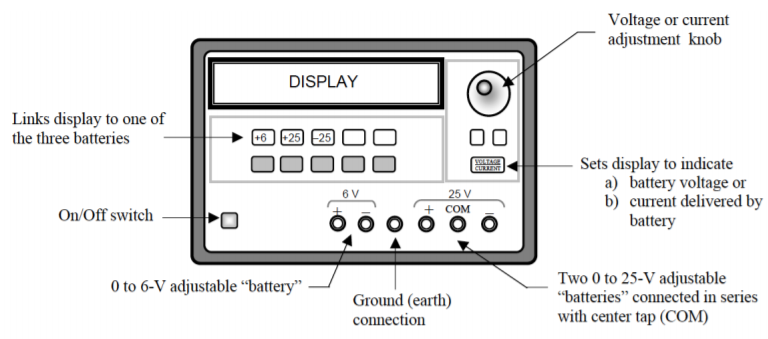 Voltage or current
adjustment knob
DISPLAY
Links display to one of
the three batteries
+6 +25 –25
VOLTAGE
CURRENT
Sets display to indicate
a) battery voltage or
b) current delivered by
battery
6 V
25 V
+ – + COM –
On/Off switch
0 to 6-V adjustable “battery”
Ground (earth)
connection
Two 0 to 25-V adjustable
“batteries” connected in series
with center tap (COM)